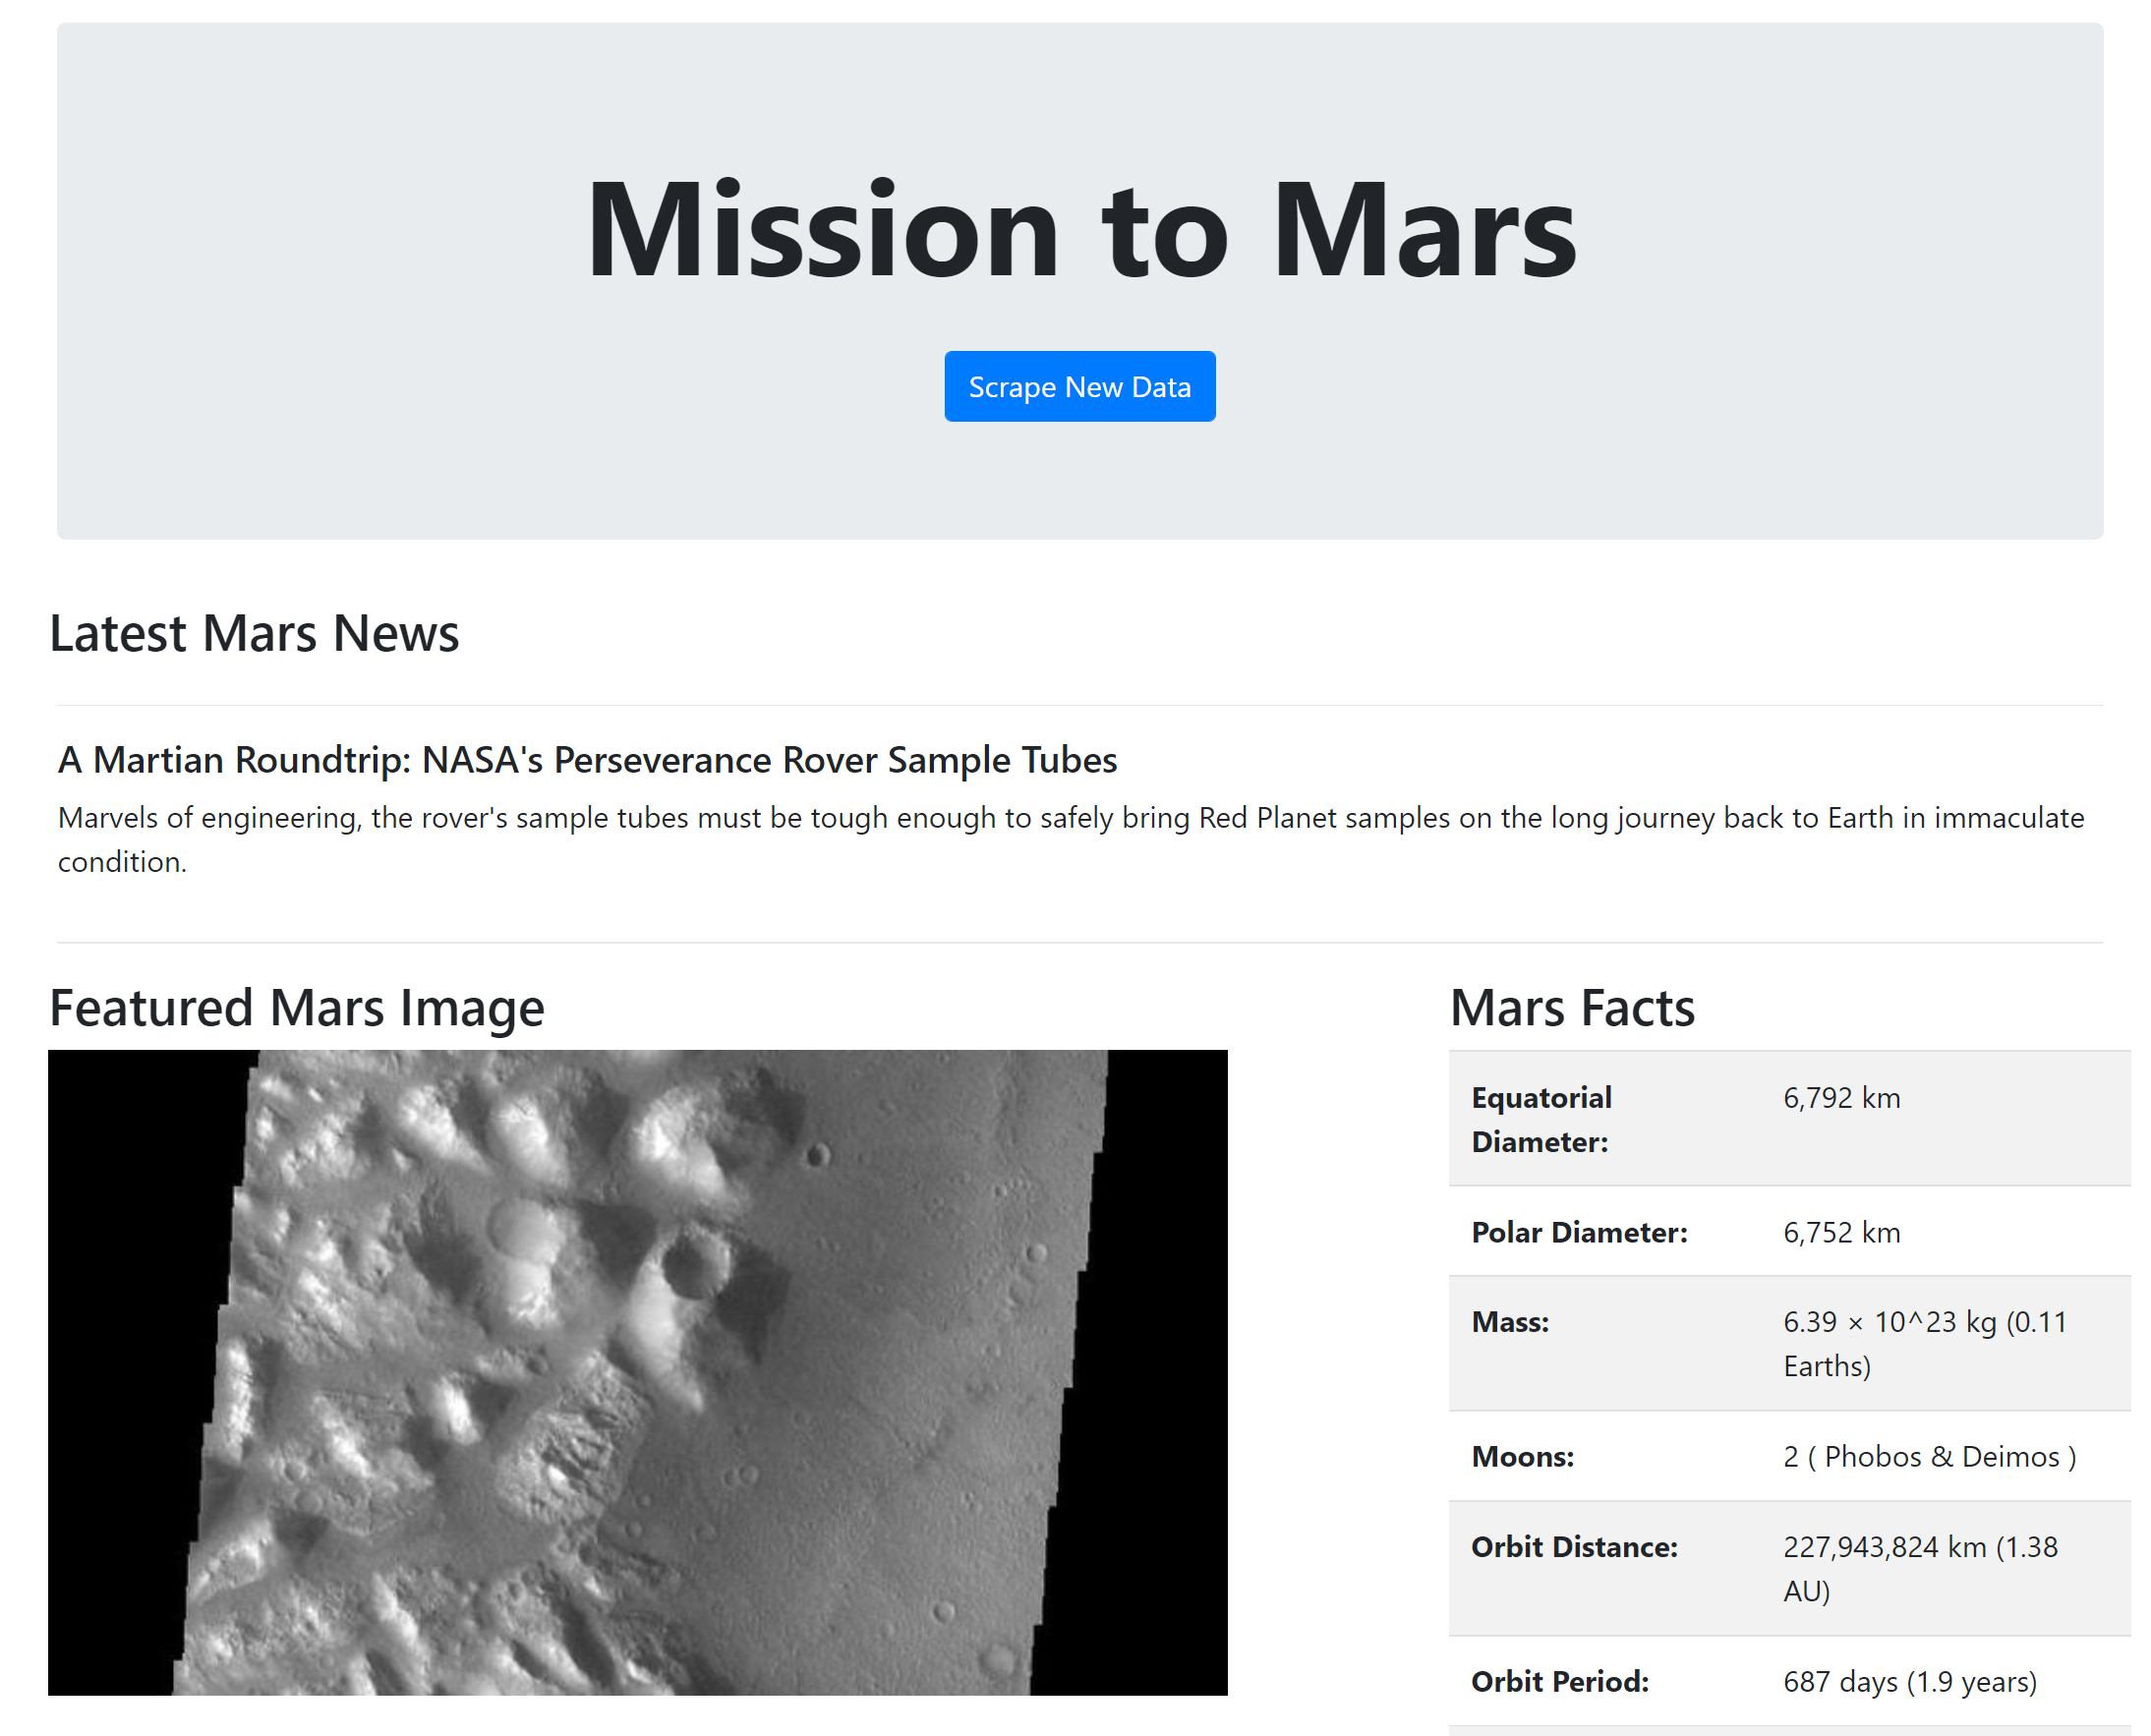 Mission to Mars
Scrape New Data
Latest Mars News
A Martian Roundtrip: NASA's Perseverance Rover Sample Tubes
Marvels of engineering, the rover's sample tubes must be tough enough to safely bring Red Planet samples on the long journey back to Earth in immaculate
condition.
Featured Mars Image
Mars Facts
Equatorial
Diameter:
6,792 km
Polar Diameter:
6,752 km
Mass:
6.39 × 10^23 kg (0.11
Earths)
Moons:
2 ( Phobos & Deimos )
Orbit Distance:
227,943,824 km (1.38
AU)
Orbit Period:
687 days (1.9 years)